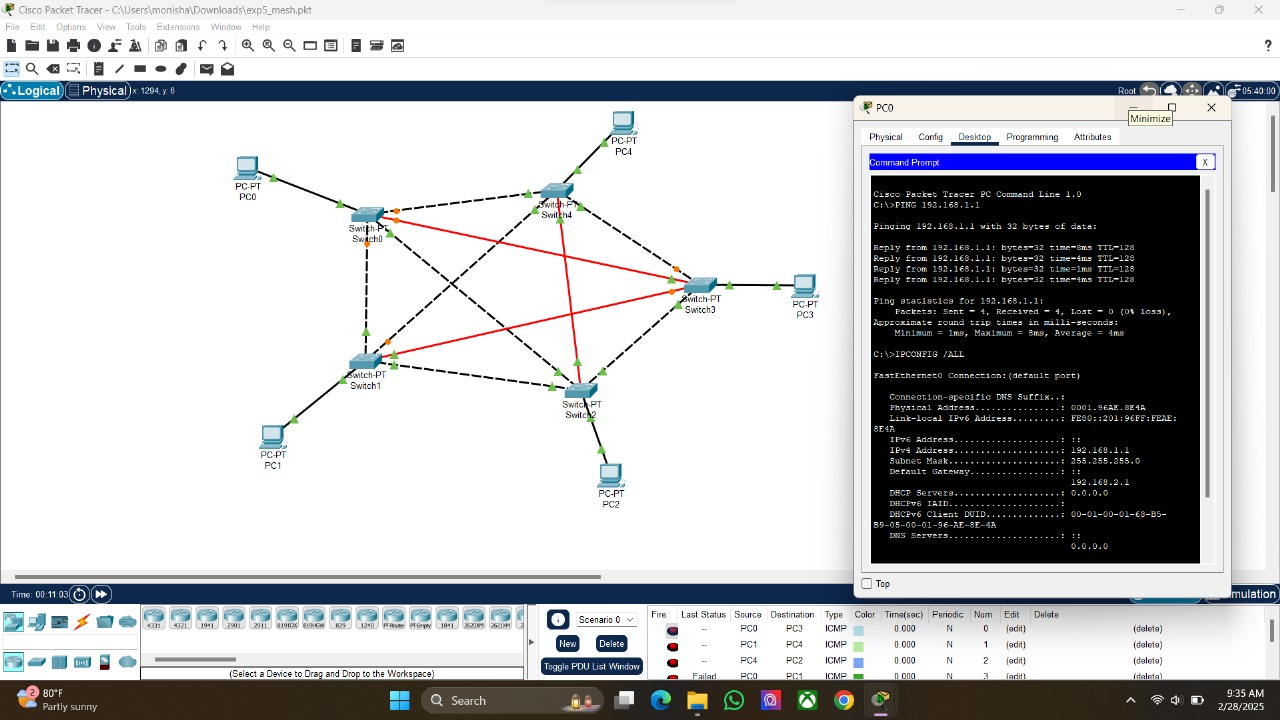 Cisco Packet Tracer - C:\Users\monisha\Downloads\exp5_mesh.pkt
File Edit Options View Tools Extensions Window Help
?
Logical Physical x: 1294, y: 6 Root 05:40:00
PC0
Minimize
Physical Config Desktop Programming Attributes
Command Prompt X
Cisco Packet Tracer PC Command Line 1.0
C:\>PING 192.168.1.1
Pinging 192.168.1.1 with 32 bytes of data:
Reply from 192.168.1.1: bytes=32 time=8ms TTL=128
Reply from 192.168.1.1: bytes=32 time=4ms TTL=128
Reply from 192.168.1.1: bytes=32 time=1ms TTL=128
Reply from 192.168.1.1: bytes=32 time=4ms TTL=128
Ping statistics for 192.168.1.1:
Packets: Sent = 4, Received = 4, Lost = 0 (0% loss),
Approximate round trip times in milli-seconds:
Minimum = 1ms, Maximum = 8ms, Average = 4ms
C:\>IPCONFIG /ALL
FastEthernet0 Connection:(default port)
Connection-specific DNS Suffix..:
Physical Address................: 0001.96AE.8E4A
Link-local IPv6 Address.........: FE80::201:96FF:FEAE:
8E4A
IPv6 Address....................: ::
IPv4 Address....................: 192.168.1.1
Subnet Mask.....................: 255.255.255.0
Default Gateway.................: ::
192.168.2.1
DHCP Servers....................: 0.0.0.0
DHCPv6 IAID.....................:
DHCPv6 Client DUID..............: 00-01-00-01-68-B5-
B9-05-00-01-96-AE-8E-4A
DNS Servers.....................: ::
0.0.0.0
Top
PC-PT
PC4
PC-PT
PC0
Switch-PT
Switch4
Switch-PT
Switch0
Switch-PT
Switch3
PC-PT
PC3
Switch-PT
Switch1
Switch-PT
Switch2
PC-PT
PC1
PC-PT
PC2
Time: 00:11:03
4331 4321 1941 2901 2911 819IOX 819HGW 829 1240 PT-Router PT-Empty 1841 2620XM 2621XM
(Select a Device to Drag and Drop to the Workspace)
Scenario 0
New Delete
Toggle PDU List Window
Fire Last Status Source Destination Type Color Time(sec) Periodic Num Edit Delete
-- PC0 PC3 ICMP 0.000 N 0 (edit) (delete)
-- PC1 PC4 ICMP 0.000 N 1 (edit) (delete)
-- PC4 PC2 ICMP 0.000 N 2 (edit) (delete)
Failed PC0 PC1 ICMP 0.000 N 3 (edit) (delete)
2
80°F
Partly sunny
Search
9:35 AM
2/28/2025